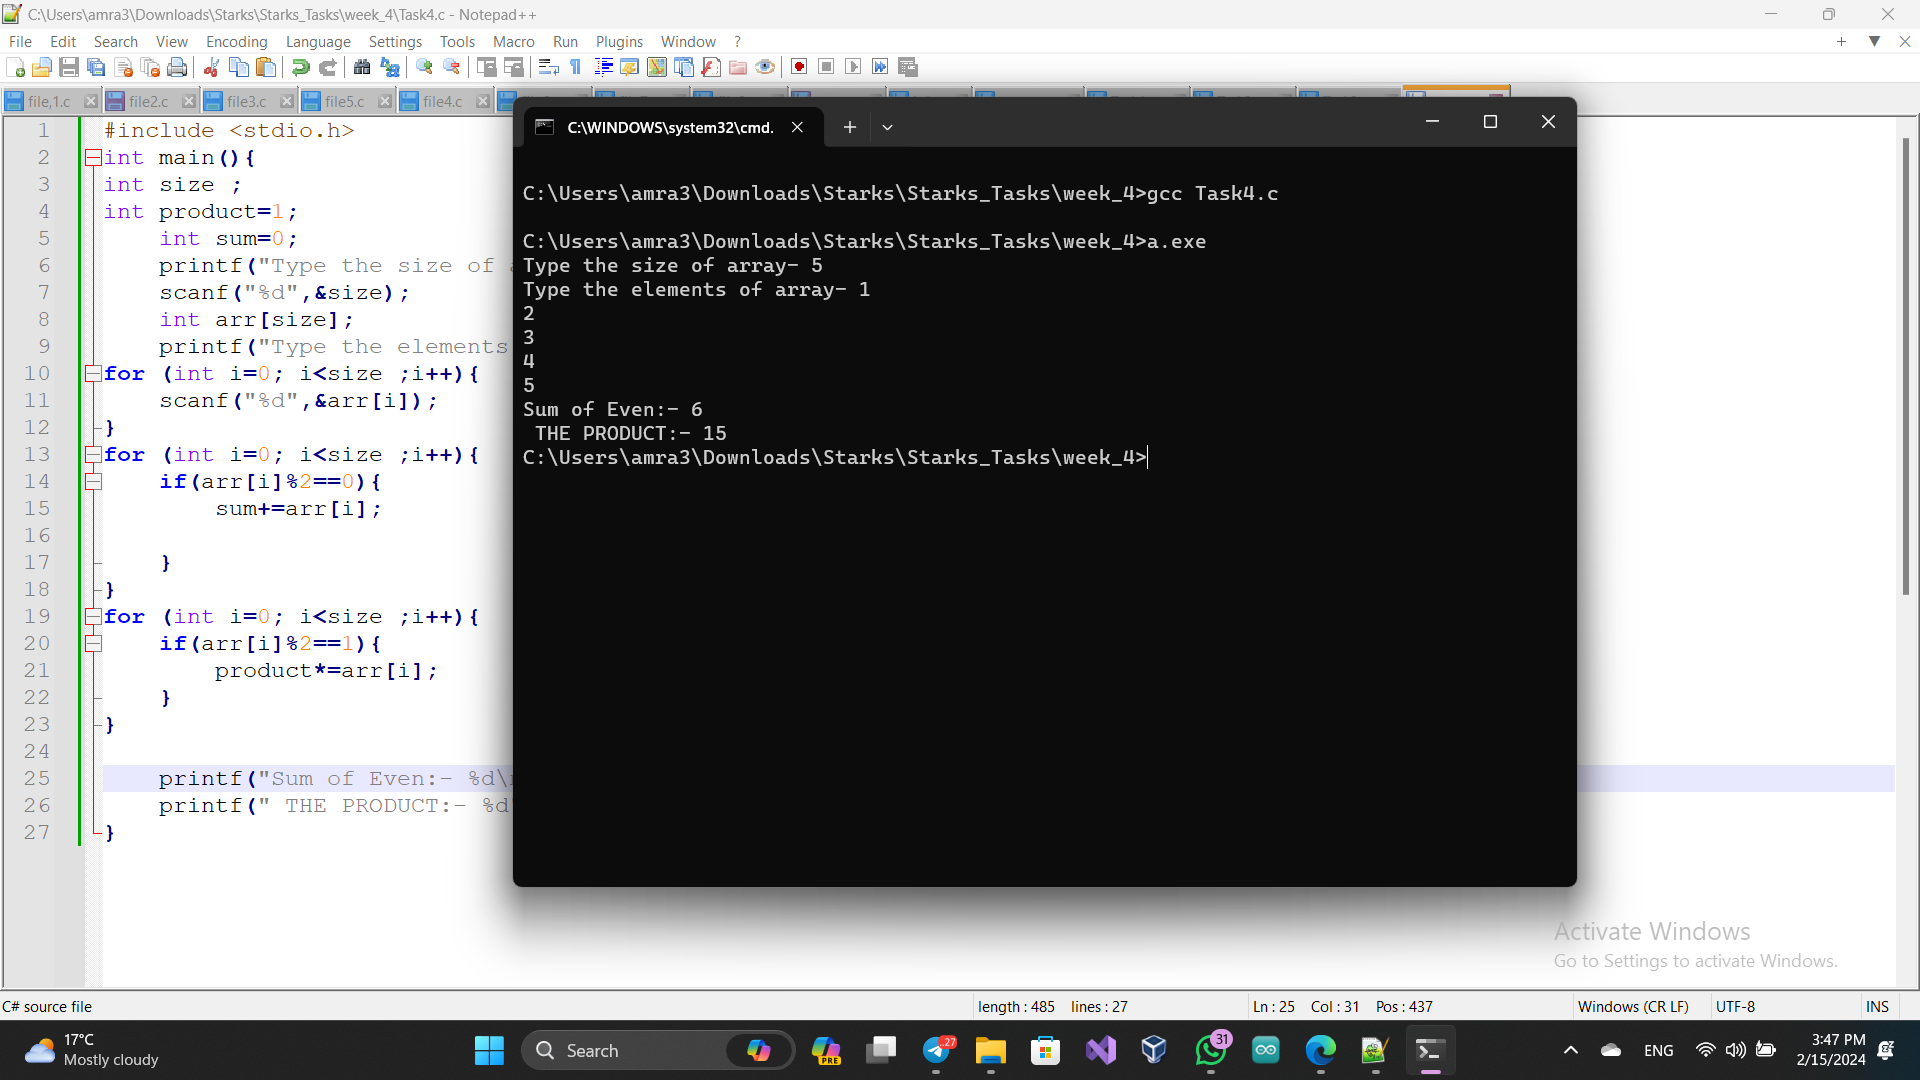 C:\Users\amra3\Downloads\Starks\Starks_Tasks\week_4\Task4.c - Notepad++
File Edit Search View Encoding Language Settings Tools Macro Run Plugins Window ?
file,1.c file2.c file3.c file5.c file4.c
1 #include <stdio.h>
2 int main(){
3 int size ;
4 int product=1;
5 int sum=0;
6 printf("Type the size of
7 scanf("%d",&size);
8 int arr[size];
9 printf("Type the elements
10 for (int i=0; i<size ;i++){
11 scanf("%d",&arr[i]);
12 }
13 for (int i=0; i<size ;i++){
14 if(arr[i]%2==0){
15 sum+=arr[i];
16
17 }
18 }
19 for (int i=0; i<size ;i++){
20 if(arr[i]%2==1){
21 product*=arr[i];
22 }
23 }
24
25 printf("Sum of Even:- %d\
26 printf(" THE PRODUCT:- %d
27 }
C:\WINDOWS\system32\cmd.
C:\Users\amra3\Downloads\Starks\Starks_Tasks\week_4>gcc Task4.c
C:\Users\amra3\Downloads\Starks\Starks_Tasks\week_4>a.exe
Type the size of array- 5
Type the elements of array- 1
2
3
4
5
Sum of Even:- 6
THE PRODUCT:- 15
C:\Users\amra3\Downloads\Starks\Starks_Tasks\week_4>
Activate Windows
Go to Settings to activate Windows.
C# source file length : 485 lines : 27 Ln : 25 Col : 31 Pos : 437 Windows (CR LF) UTF-8 INS
17°C
Mostly cloudy
Search
PRE
..27
31
ENG
3:47 PM
2/15/2024